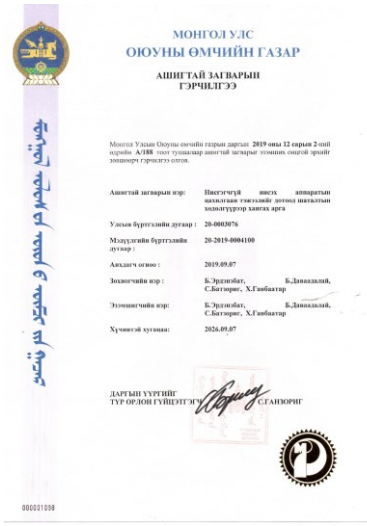 МОНГОЛ УЛС
ОЮУНЫ ӨМЧИЙН ГАЗАР
АШИГТАЙ ЗАГВАРЫН
ГЭРЧИЛГЭЭ
Монгол Улсын Оюуны өмчийн газрын даргын 2019 оны 12 сарын 2-ний
өдрийн А/188 тоот тушаалаар ашигтай загварыг эзэмших онцгой эрхийг
зөвшөөрч гэрчилгээ олгов.
Ашигтай загварын нэр: Нисгэгчгүй нисэх аппаратын
цахилгаан тэжээлийг дотоод шаталтын
хөдөлгүүрээр хангах арга
Улсын бүртгэлийн дугаар : 20-0003076
Мэдүүлгийн бүртгэлийн 20-2019-0004100
дугаар :
Анхдагч огноо : 2019.09.07
Зохиогчийн нэр : Б.Эрдэнэбат, Б.Даваадалай,
С.Батзориг, Х.Ганбаатар
Эзэмшигчийн нэр: Б.Эрдэнэбат, Б.Даваадалай,
С.Батзориг, Х.Ганбаатар
Хүчинтэй хугацаа: 2026.09.07
ДАРГЫН ҮҮРГИЙГ
ТҮР ОРЛОН ГҮЙЦЭТГЭГЧ С.ГАНЗОРИГ
000001039